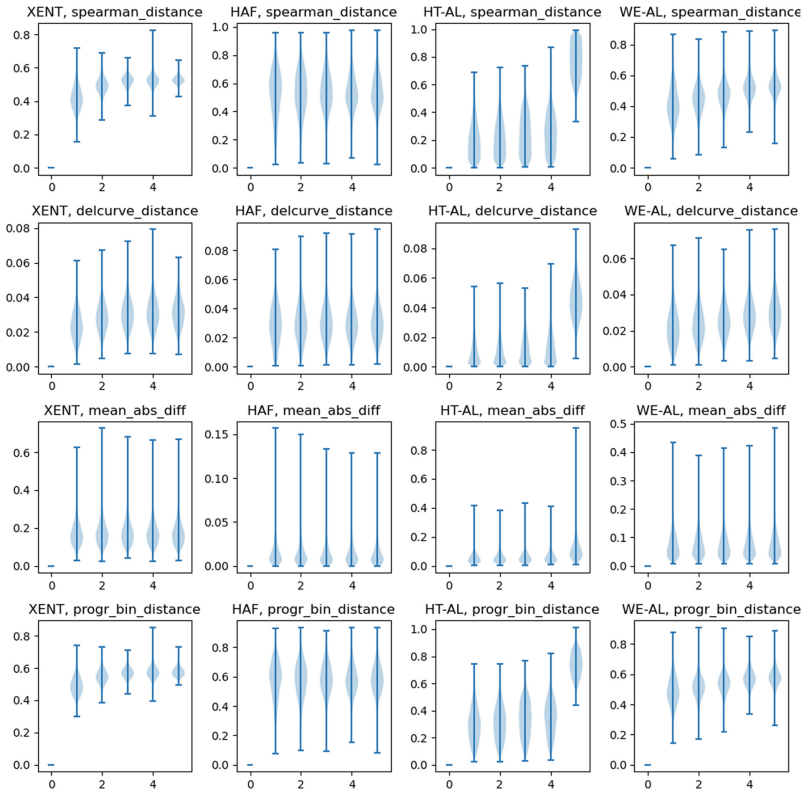 XENT, spearman_distance HAF, spearman_distance HT-AL, spearman_distance WE-AL, spearman_distance
0.8 1.0 1.0 0.8
0.6 0.8 0.8 0.6
0.4 0.6 0.6 0.4
0.2 0.4 0.4 0.2
0.0 0.2 0.2 0.0
0.0 0.0
0 2 4 0 2 4 0 2 4 0 2 4
XENT, delcurve_distance HAF, delcurve_distance HT-AL, delcurve_distance WE-AL, delcurve_distance
0.08 0.08 0.08 0.06
0.06 0.06 0.06 0.04
0.04 0.04 0.04 0.02
0.02 0.02 0.02 0.00
0.00 0.00 0.00
0 2 4 0 2 4 0 2 4 0 2 4
XENT, mean_abs_diff HAF, mean_abs_diff HT-AL, mean_abs_diff WE-AL, mean_abs_diff
0.6 0.15 0.8 0.5
0.4 0.10 0.6 0.4
0.2 0.05 0.4 0.3
0.0 0.00 0.2 0.2
0.0 0.1
0.0
0 2 4 0 2 4 0 2 4 0 2 4
XENT, progr_bin_distance HAF, progr_bin_distance HT-AL, progr_bin_distance WE-AL, progr_bin_distance
0.8 0.8 1.0 0.8
0.6 0.6 0.8 0.6
0.4 0.4 0.6 0.4
0.2 0.2 0.4 0.2
0.0 0.0 0.2 0.0
0.0
0 2 4 0 2 4 0 2 4 0 2 4